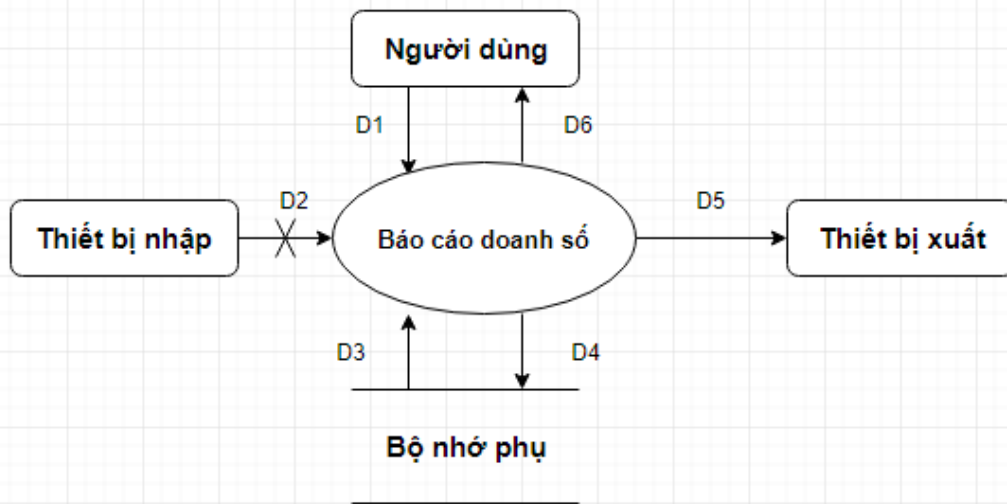 Người dùng
D1
D6
D2
D5
Thiết bị nhập
Báo cáo doanh số
Thiết bị xuất
D3
D4
Bộ nhớ phụ